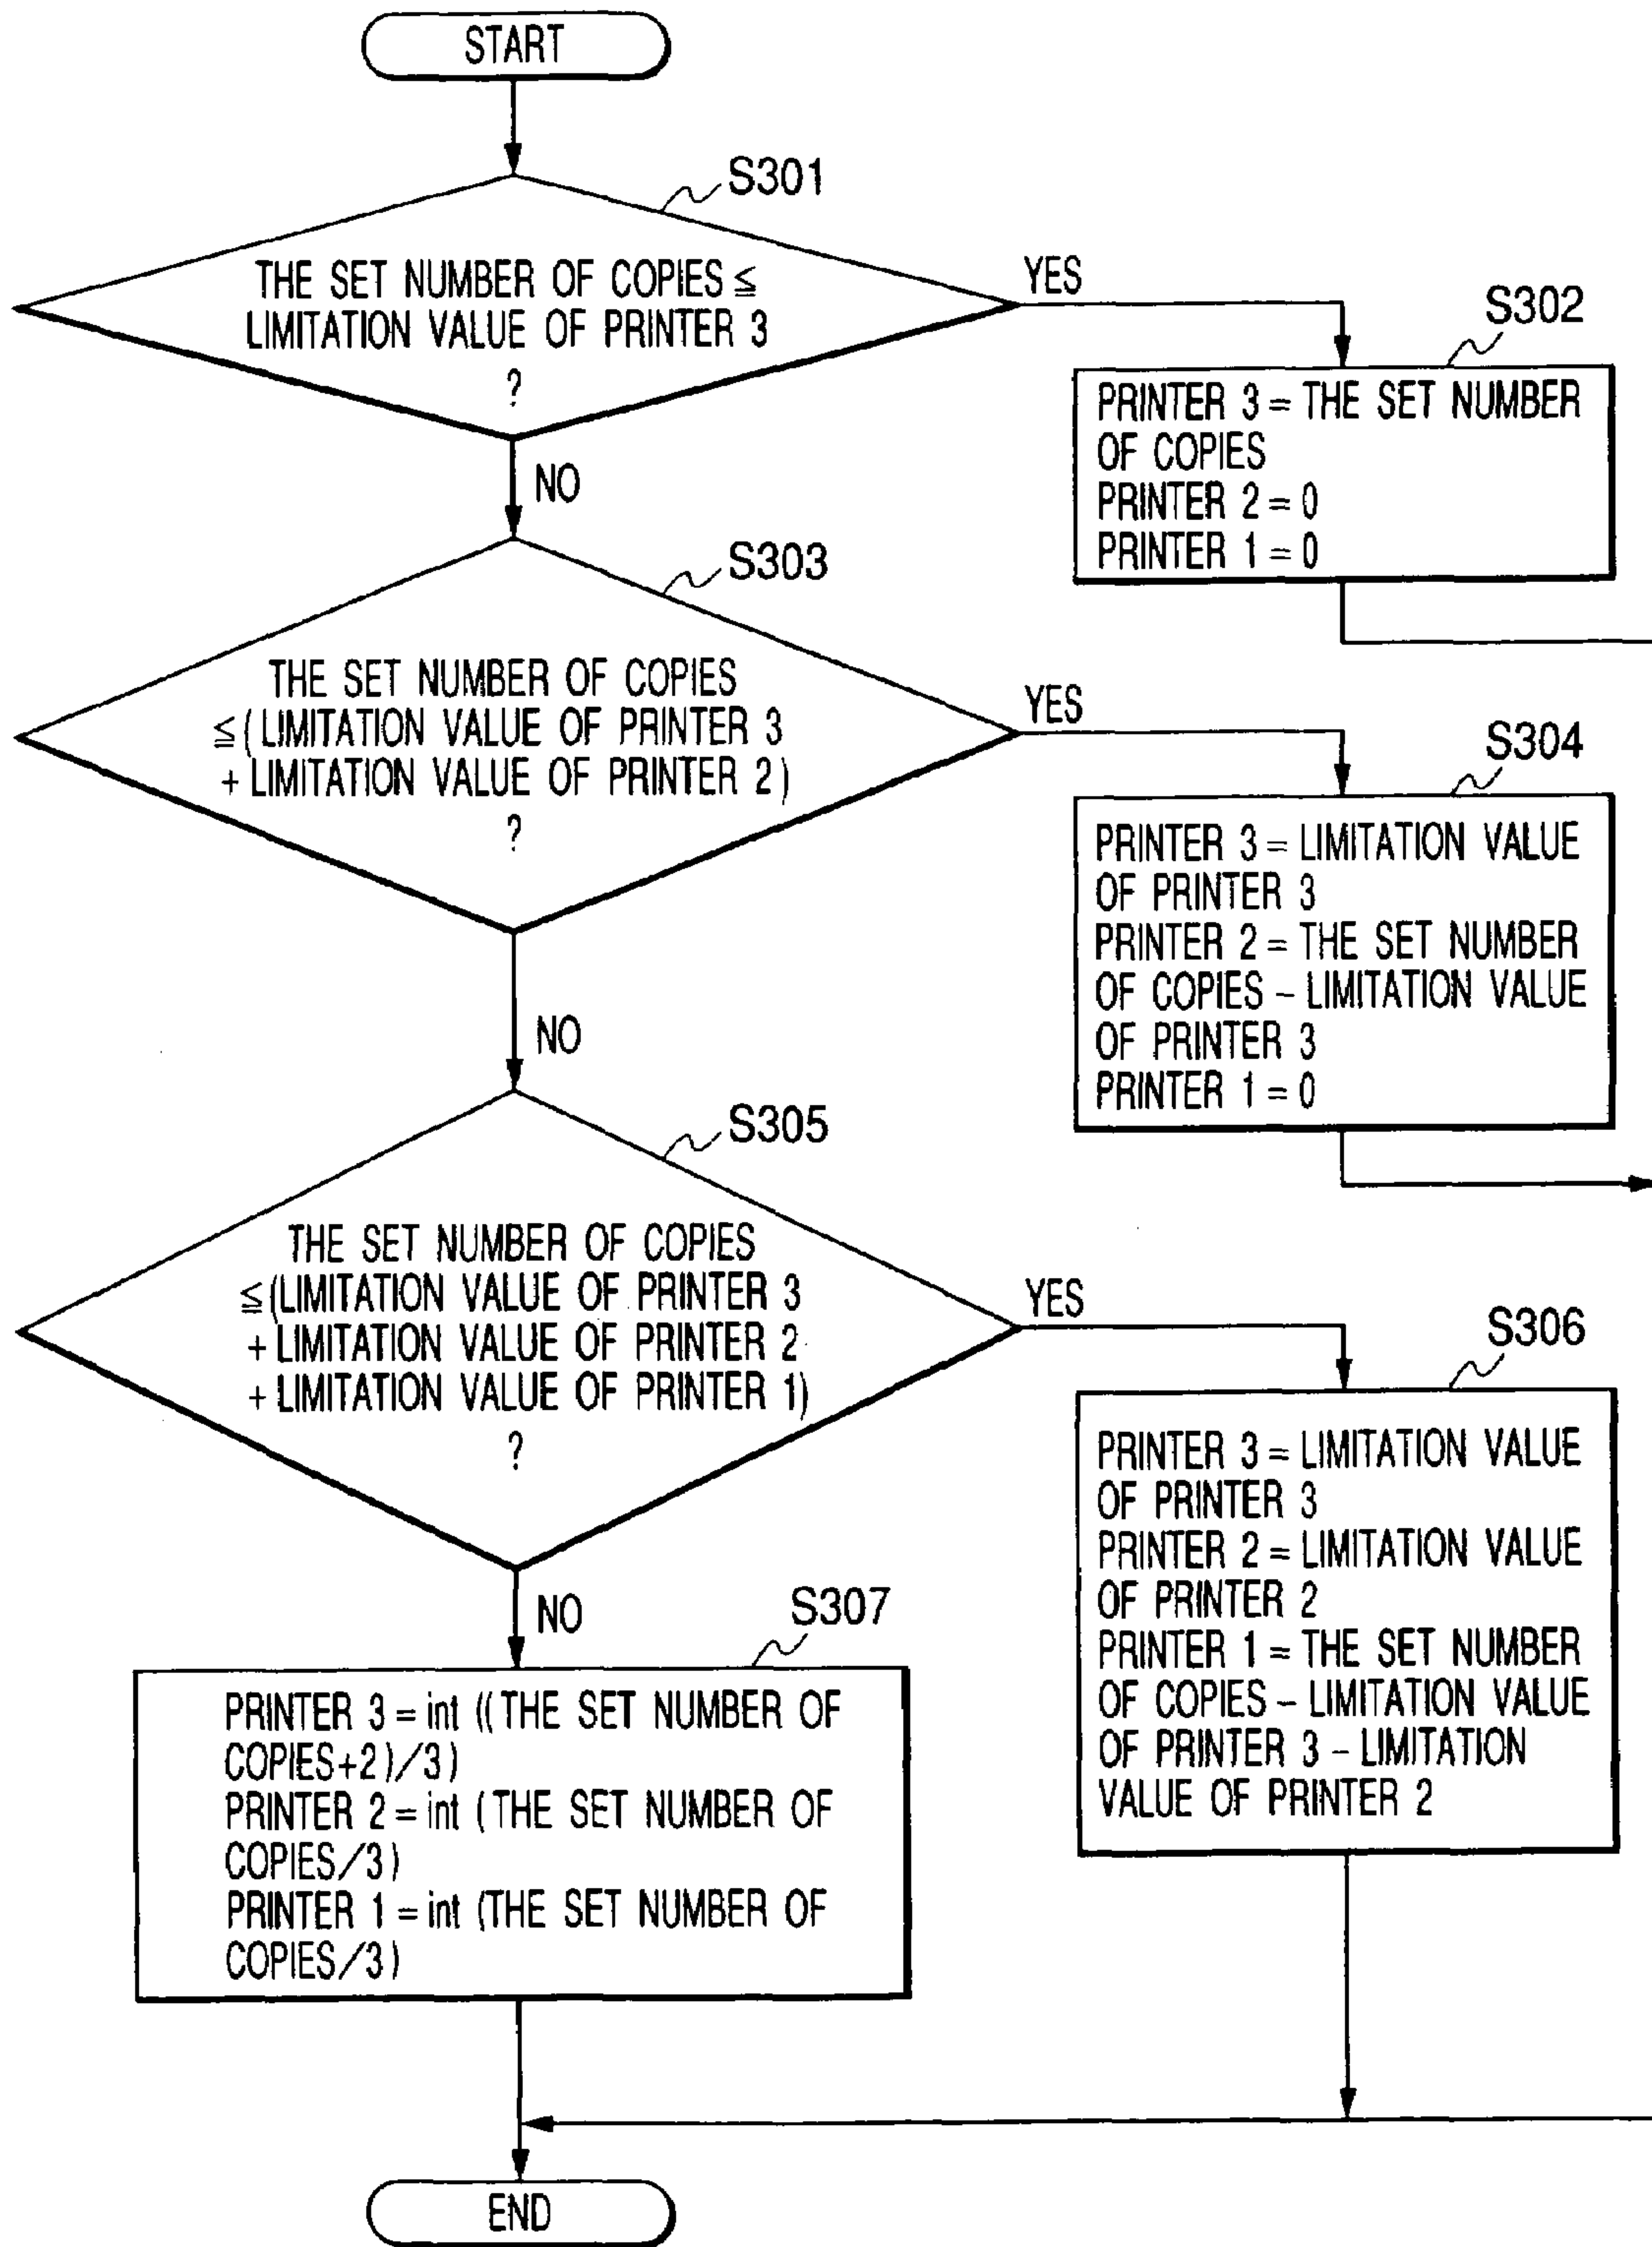 START
S301
THE SET NUMBER OF COPIES ≦
LIMITATION VALUE OF PRINTER 3
?
YES
NO
S302
PRINTER 3 = THE SET NUMBER
OF COPIES
PRINTER 2 = 0
PRINTER 1 = 0
S303
THE SET NUMBER OF COPIES
≦(LIMITATION VALUE OF PRINTER 3
+ LIMITATION VALUE OF PRINTER 2)
?
YES
NO
S304
PRINTER 3 = LIMITATION VALUE
OF PRINTER 3
PRINTER 2 = THE SET NUMBER
OF COPIES – LIMITATION VALUE
OF PRINTER 3
PRINTER 1 = 0
S305
THE SET NUMBER OF COPIES
≦(LIMITATION VALUE OF PRINTER 3
+ LIMITATION VALUE OF PRINTER 2
+ LIMITATION VALUE OF PRINTER 1)
?
YES
NO
S306
PRINTER 3 = LIMITATION VALUE
OF PRINTER 3
PRINTER 2 = LIMITATION VALUE
OF PRINTER 2
PRINTER 1 = THE SET NUMBER
OF COPIES – LIMITATION VALUE
OF PRINTER 3 – LIMITATION
VALUE OF PRINTER 2
S307
PRINTER 3 = int ((THE SET NUMBER OF
COPIES+2)/3)
PRINTER 2 = int (THE SET NUMBER OF
COPIES/3)
PRINTER 1 = int (THE SET NUMBER OF
COPIES/3)
END